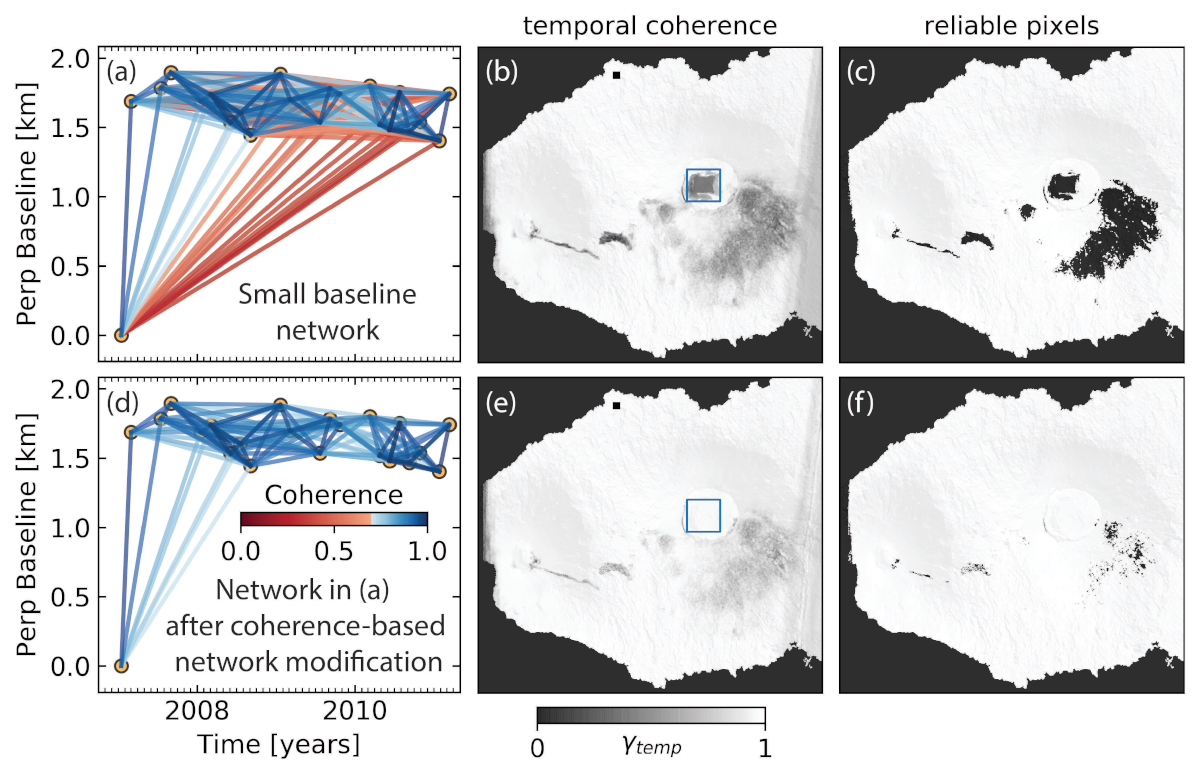 temporal coherence
reliable pixels
(a)
(b)
(c)
2.0
1.5
1.0
0.5
0.0
Perp Baseline [km]
Small baseline
network
(d)
(e)
(f)
2.0
1.5
1.0
0.5
0.0
Perp Baseline [km]
Coherence
0.0 0.5 1.0
Network in (a)
after coherence-based
network modification
2008 2010
Time [years]
0 γtemp 1